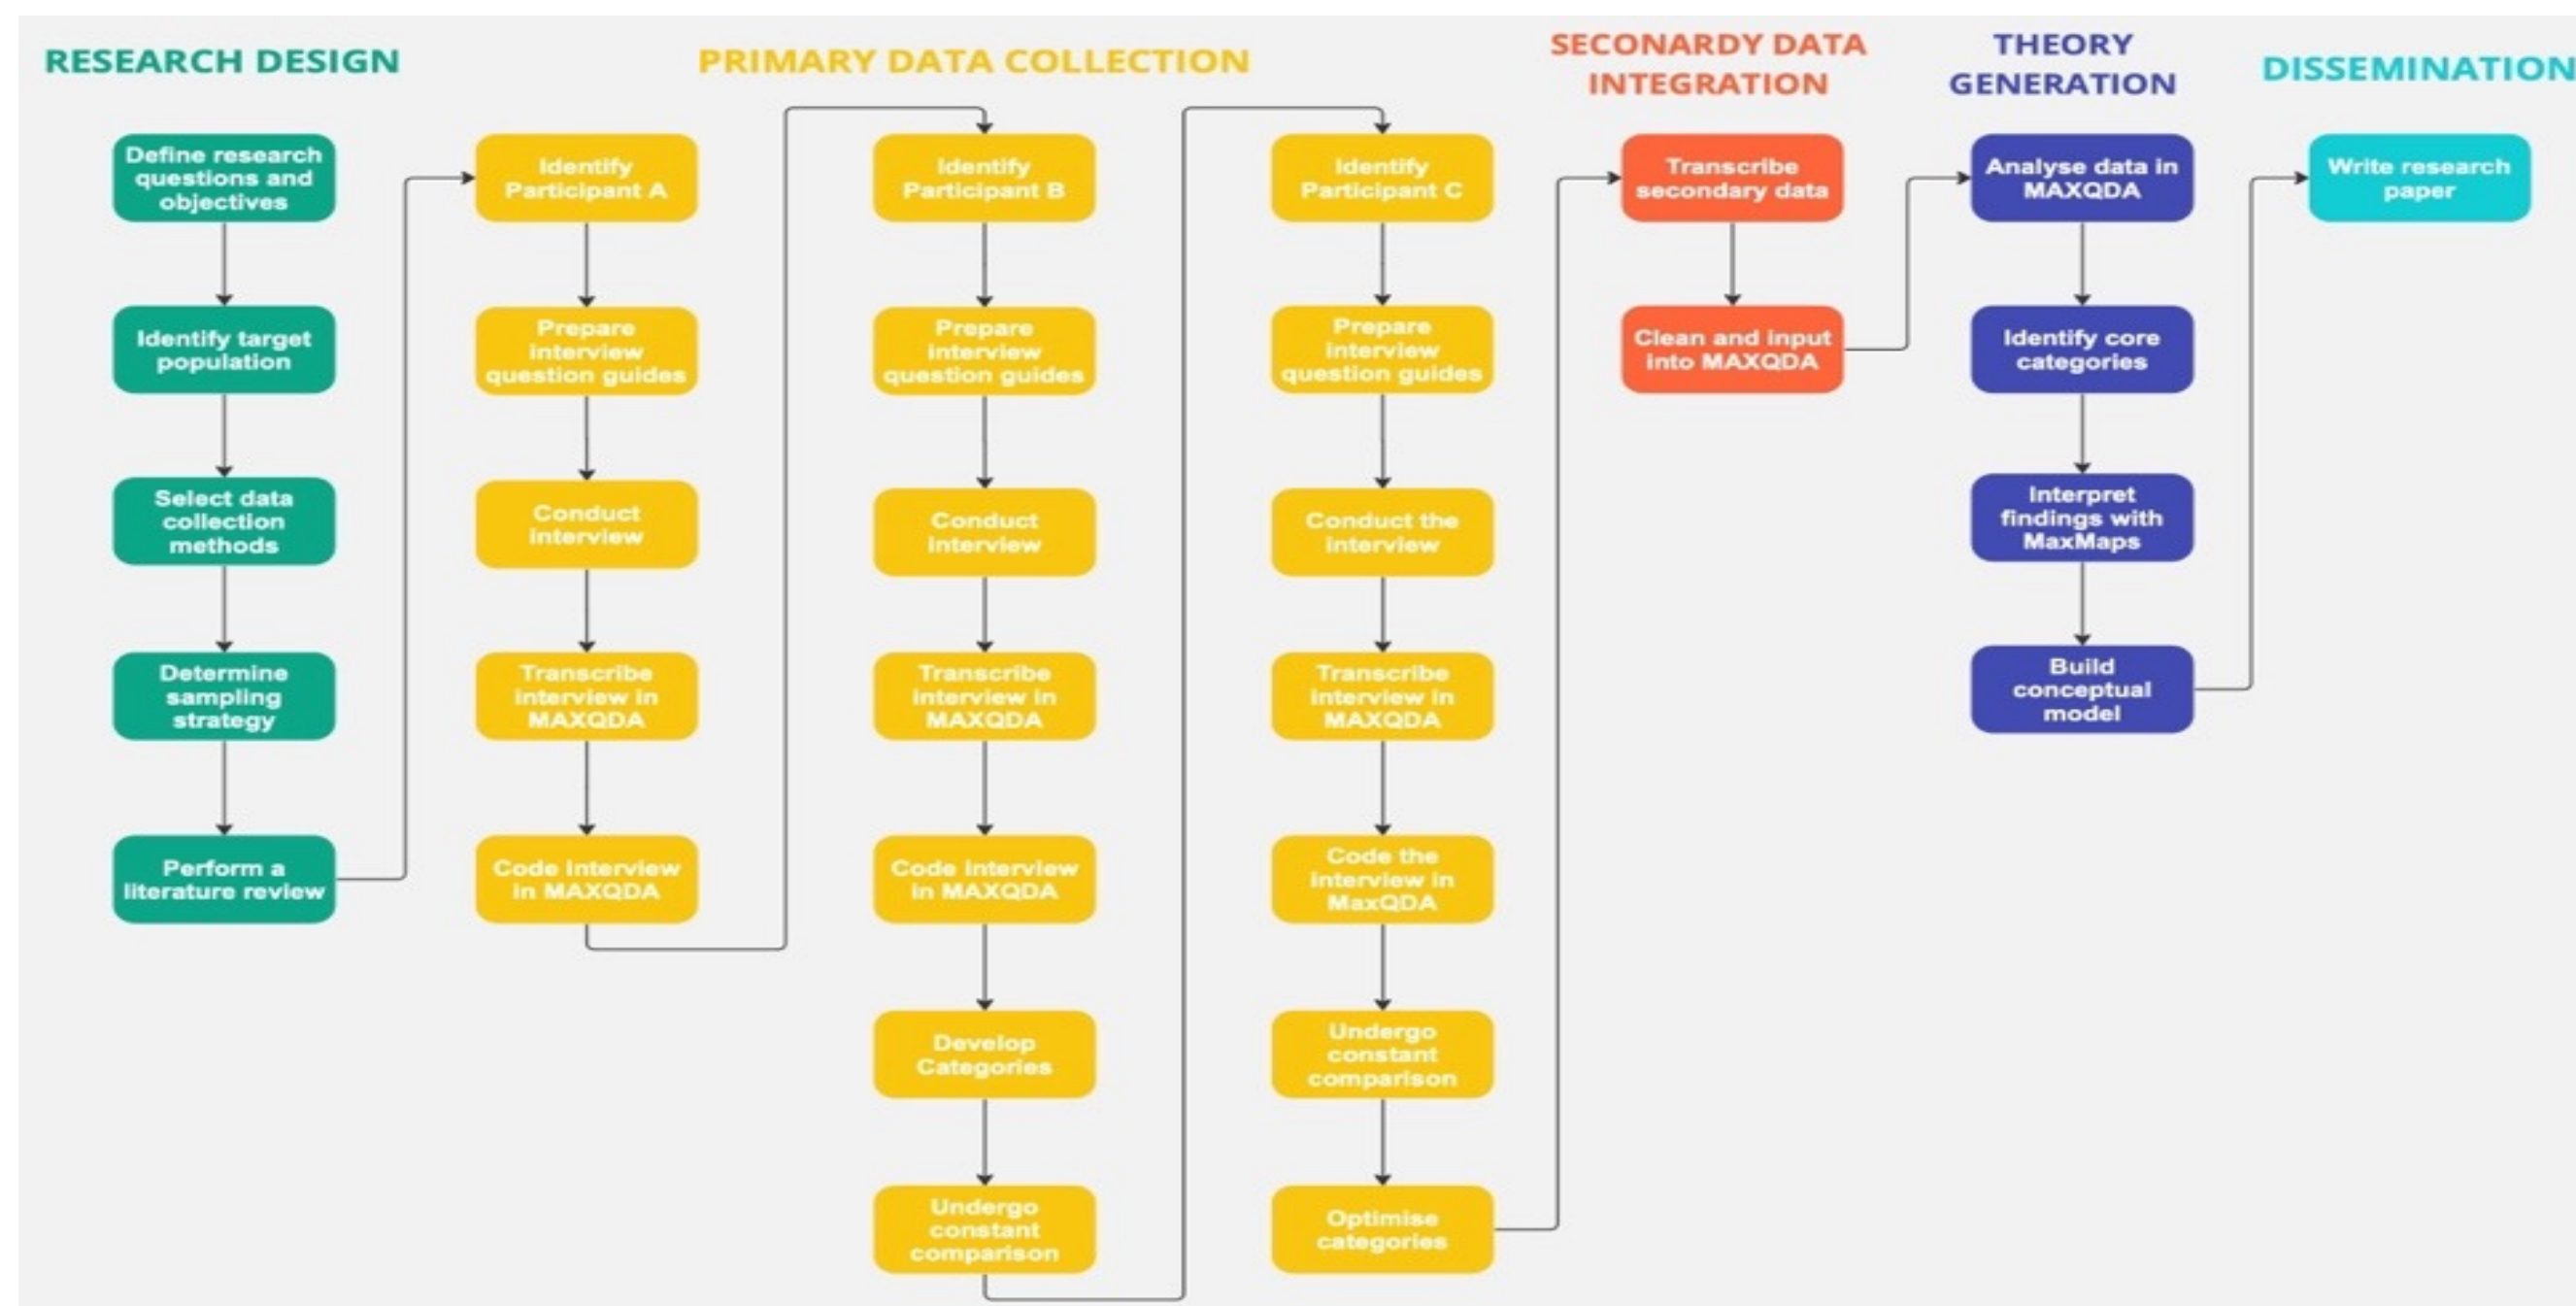 RESEARCH DESIGN
Define research
questions and
objectives
Identify target
population
Select data
collection
methods
Determine
sampling
strategy
Perform a
literature review
PRIMARY DATA COLLECTION
Identify
Participant A
Prepare
interview
question guides
Conduct
interview
Transcribe
interview in
MAXQDA
Code Interview
in MAXQDA
Identify
Participant B
Prepare
interview
question guides
Conduct
interview
Transcribe
interview in
MAXQDA
Code interview
in MAXQDA
Develop
Categories
Undergo
constant
comparison
Identify
Participant C
Prepare
interview
question guides
Conduct the
interview
Transcribe
interview in
MAXQDA
Code the
interview in
MaxQDA
Undergo
constant
comparison
Optimise
categories
SECONARDY DATA
INTEGRATION
Transcribe
secondary data
Clean and input
into MAXQDA
THEORY
GENERATION
Analyse data in
MAXQDA
Identify core
categories
Interpret
findings with
MaxMaps
Build
conceptual
model
DISSEMINATION
Write research
paper